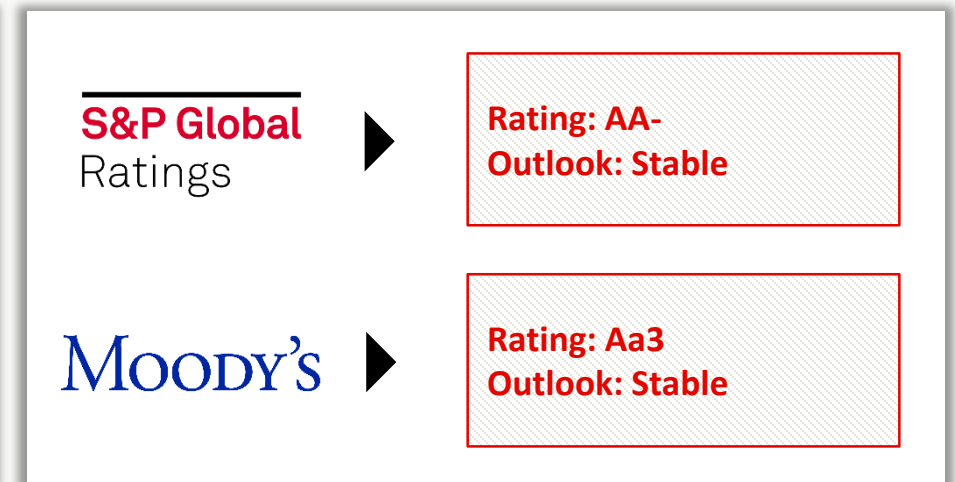 S&P Global
Ratings
Rating: AA-
Outlook: Stable
MOODY'S
Rating: Aa3
Outlook: Stable